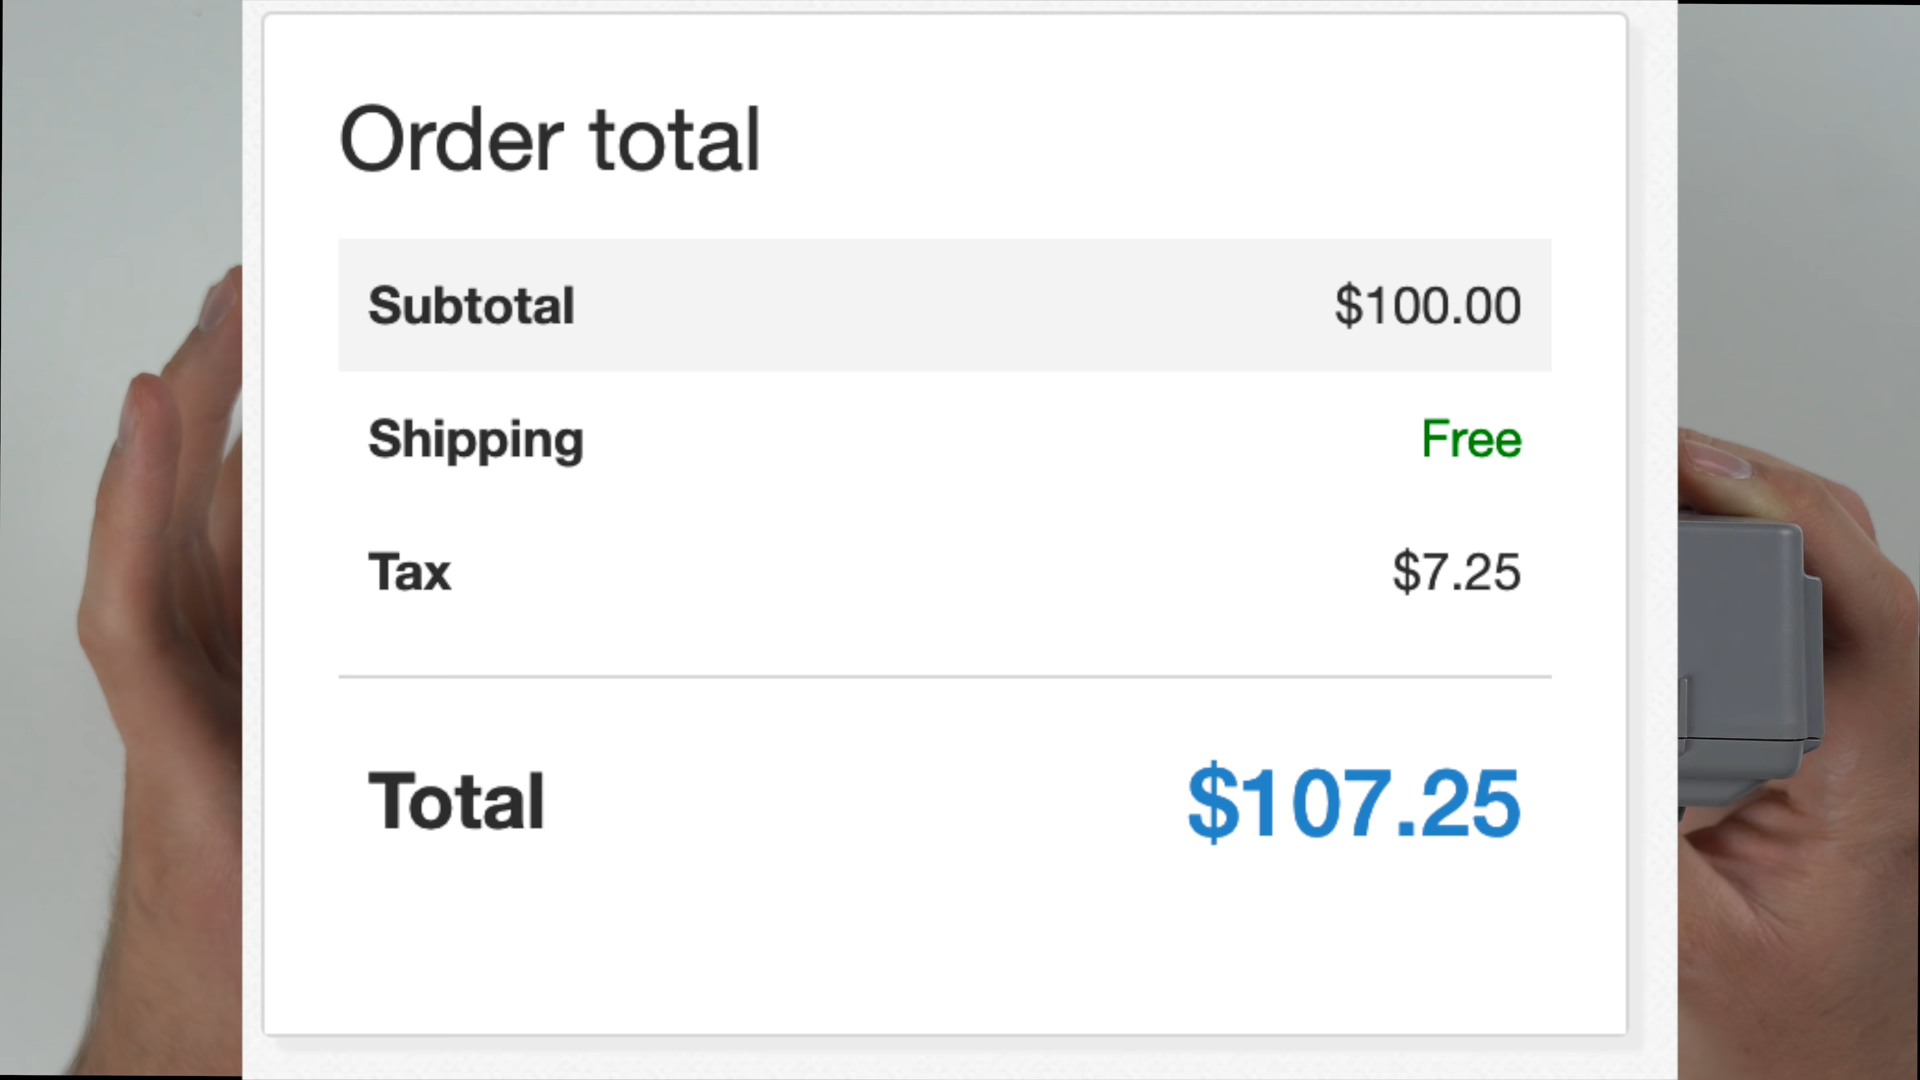 Order total
Subtotal $100.00
Shipping Free
Tax $7.25
Total $107.25